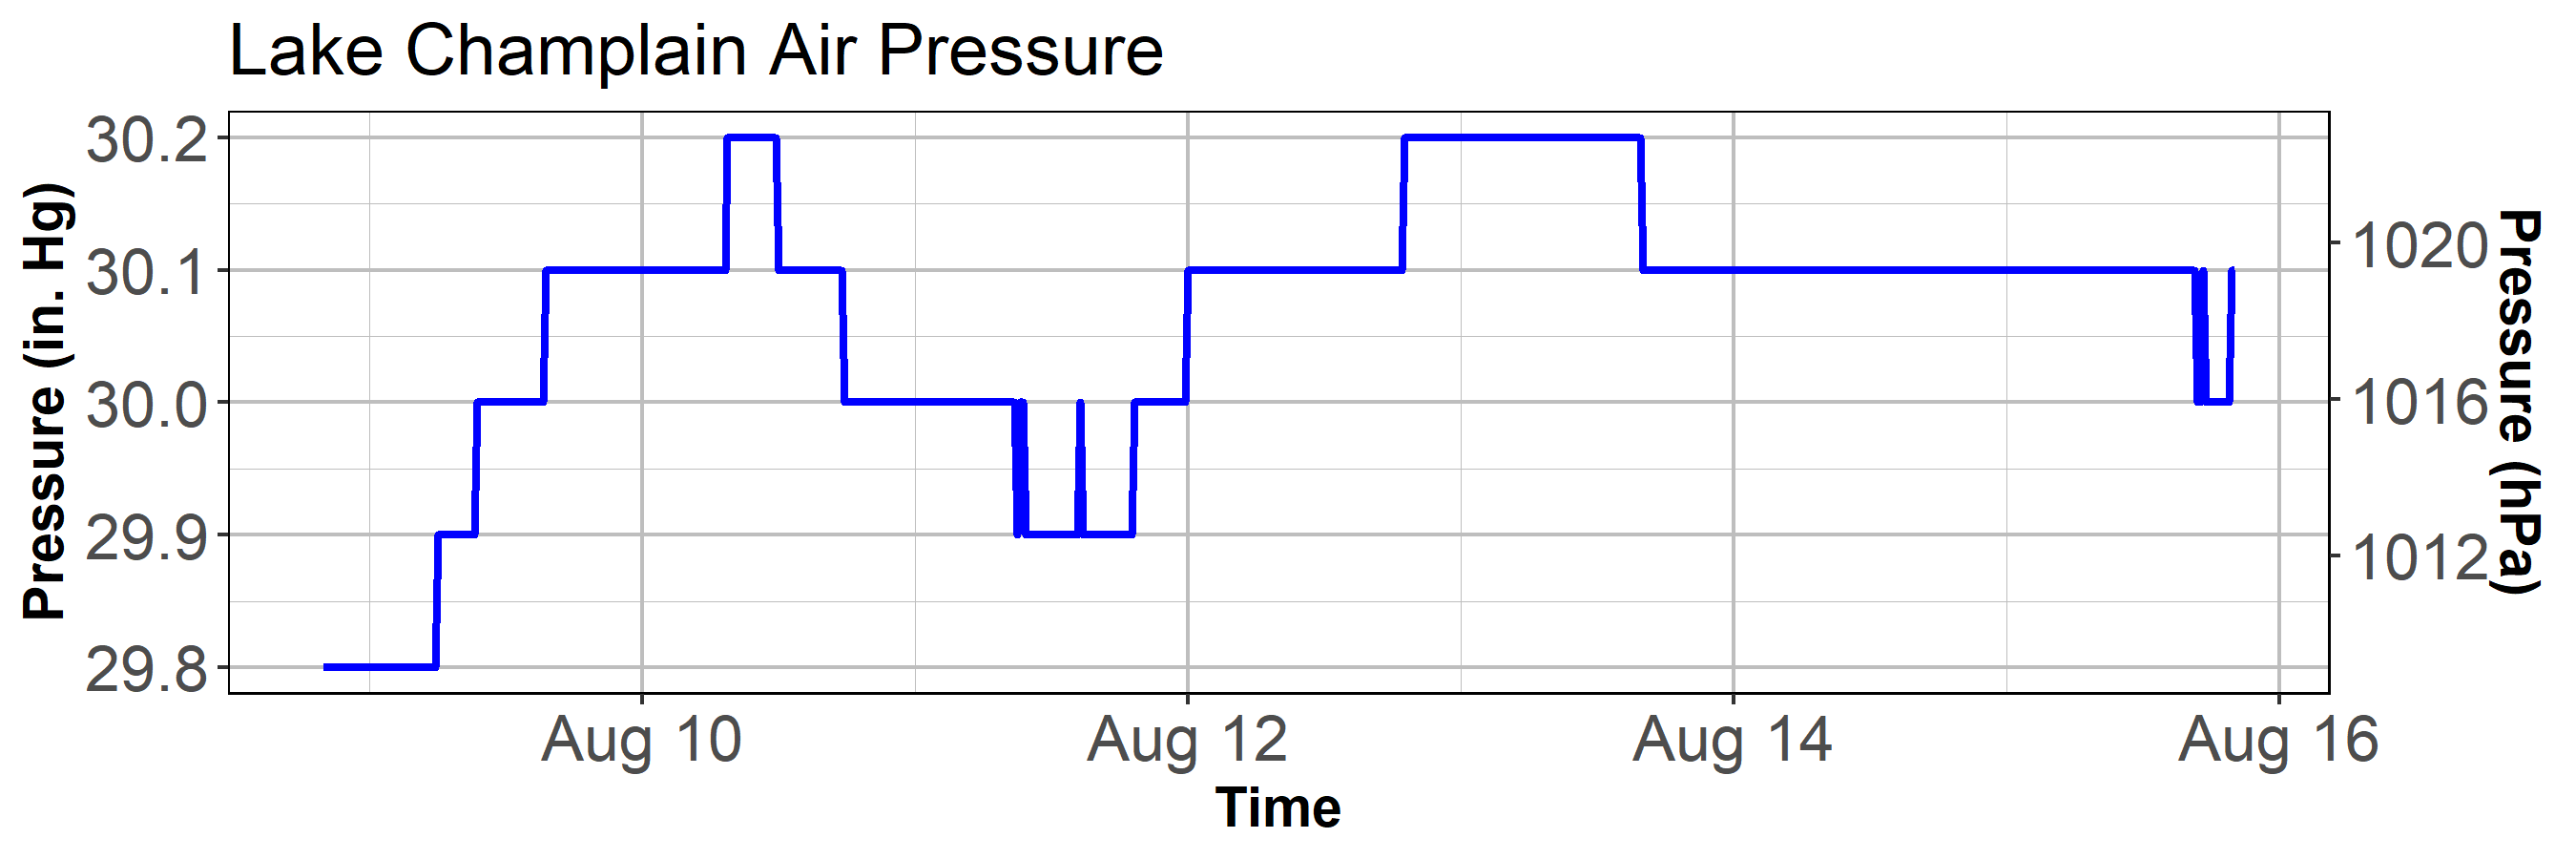 Lake Champlain Air Pressure
Pressure (in. Hg)
30.2
30.1
30.0
29.9
29.8
1020
1016
1012
Pressure (hPa)
Aug 10
Aug 12
Aug 14
Aug 16
Time